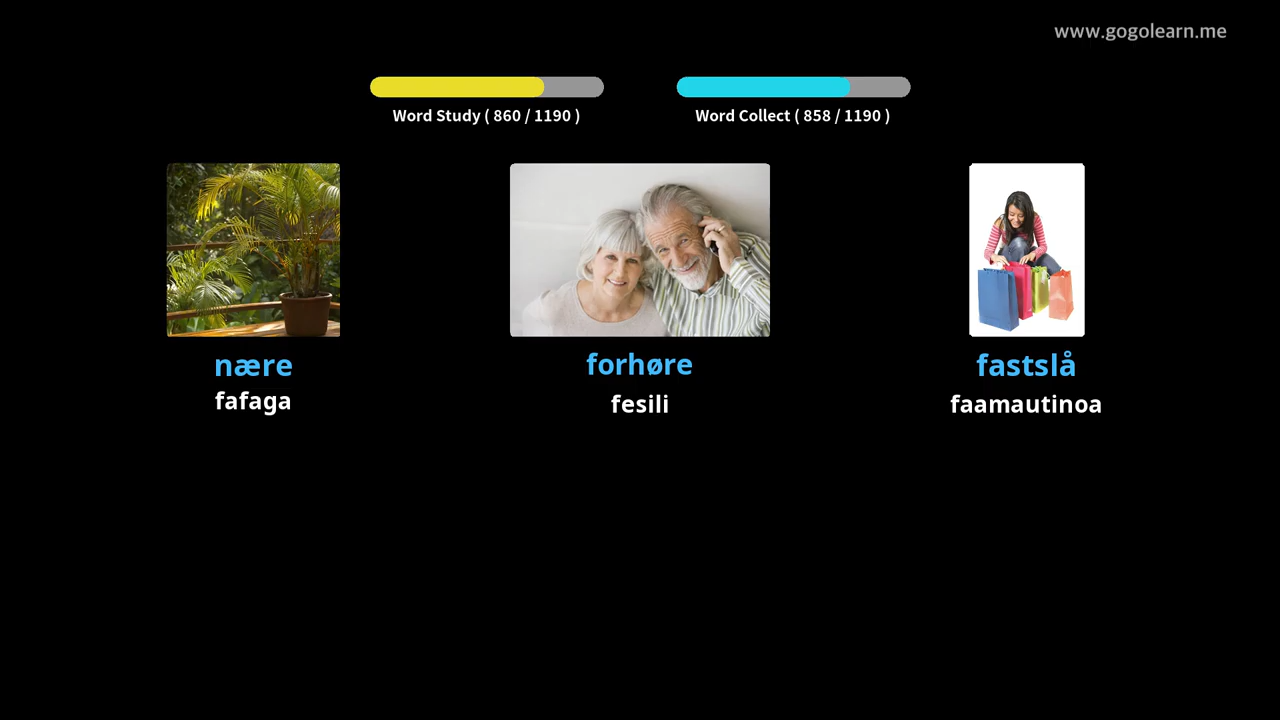 www.gogolearn.me
Word Study ( 860 / 1190 )
Word Collect ( 858 / 1190 )
nære
forhøre
fastslå
fafaga
fesili
faamautinoa